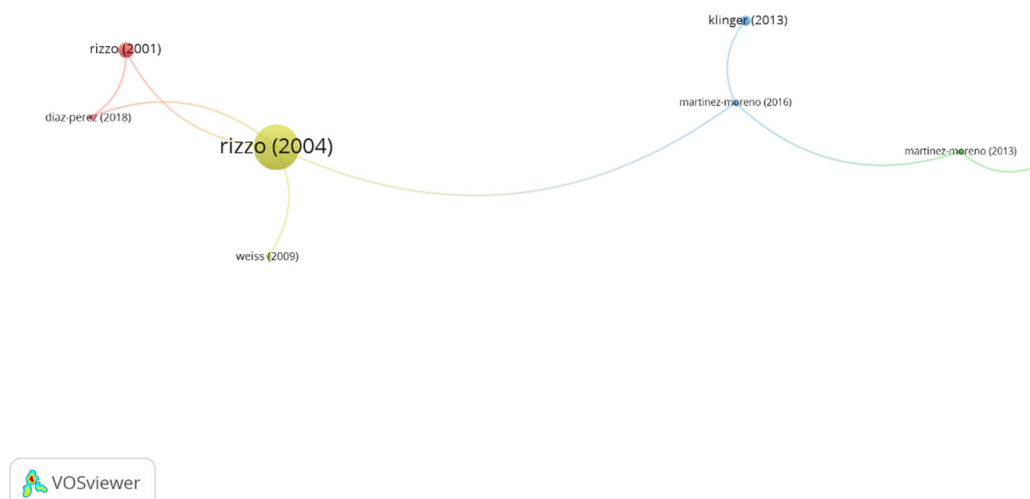 klinger (2013)
rizzo (2001)
martinez-moreno (2016)
diaz-perez (2018)
rizzo (2004)
martinez-moreno (2013)
weiss (2009)
VOSviewer